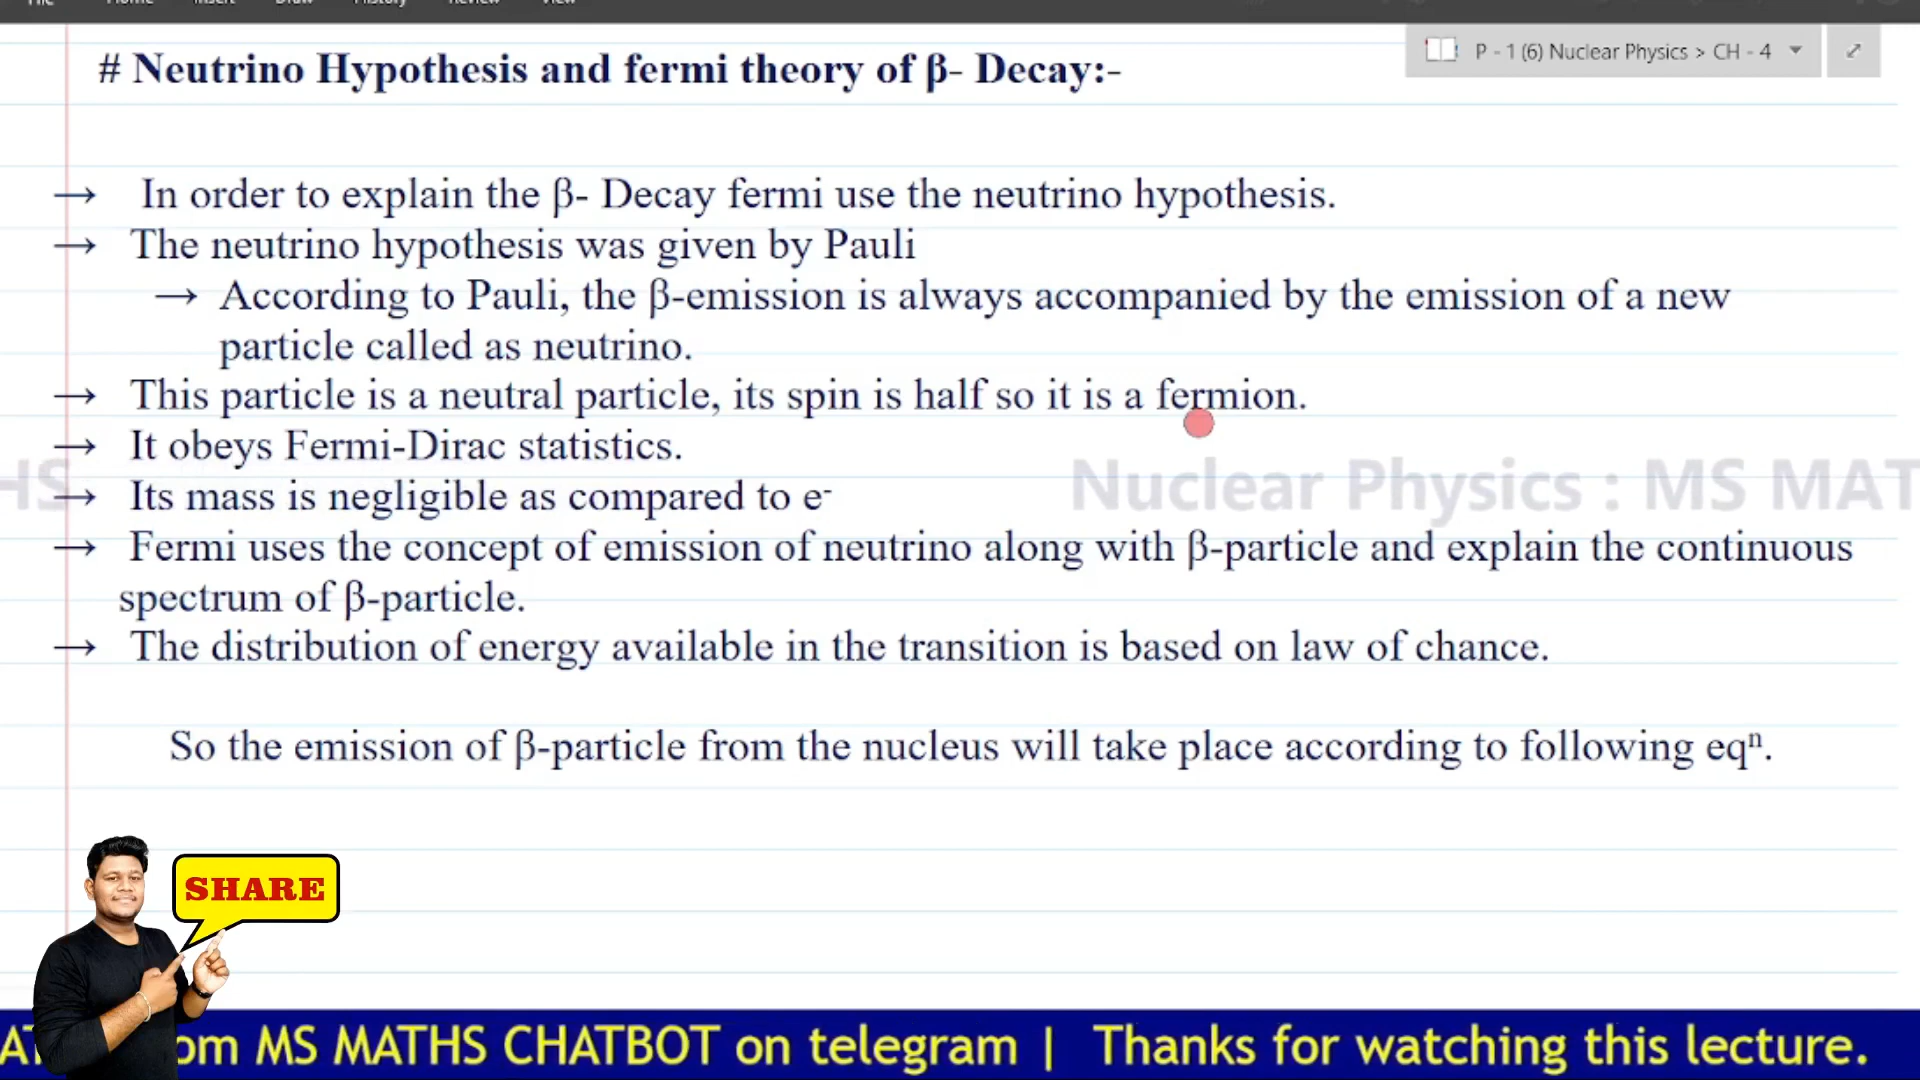 Home Insert Draw History Review View
# Neutrino Hypothesis and fermi theory of β- Decay:-
P - 1 (6) Nuclear Physics > CH - 4
→ In order to explain the β- Decay fermi use the neutrino hypothesis.
→ The neutrino hypothesis was given by Pauli
→ According to Pauli, the β-emission is always accompanied by the emission of a new
particle called as neutrino.
→ This particle is a neutral particle, its spin is half so it is a fermion.
→ It obeys Fermi-Dirac statistics.
HS Nuclear Physics : MS MAT
→ Its mass is negligible as compared to e⁻
→ Fermi uses the concept of emission of neutrino along with β-particle and explain the continuous
spectrum of β-particle.
→ The distribution of energy available in the transition is based on law of chance.
So the emission of β-particle from the nucleus will take place according to following eqⁿ.
SHARE
om MS MATHS CHATBOT on telegram | Thanks for watching this lecture.